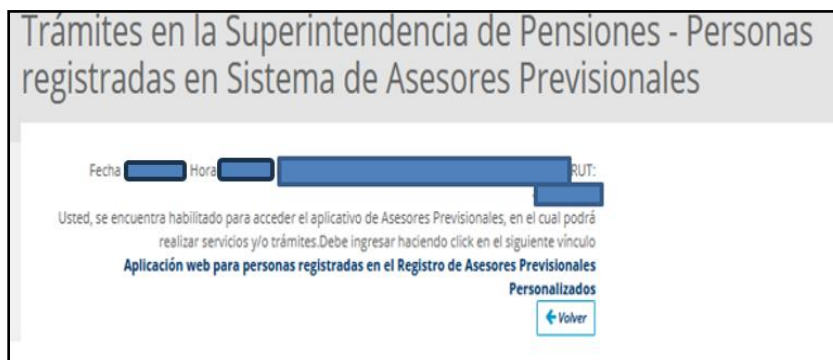 Trámites en la Superintendencia de Pensiones - Personas
registradas en Sistema de Asesores Previsionales
Fecha Hora RUT:
Usted, se encuentra habilitado para acceder el aplicativo de Asesores Previsionales, en el cual podrá
realizar servicios y/o trámites.Debe ingresar haciendo click en el siguiente vínculo
Aplicación web para personas registradas en el Registro de Asesores Previsionales
Personalizados
Volver